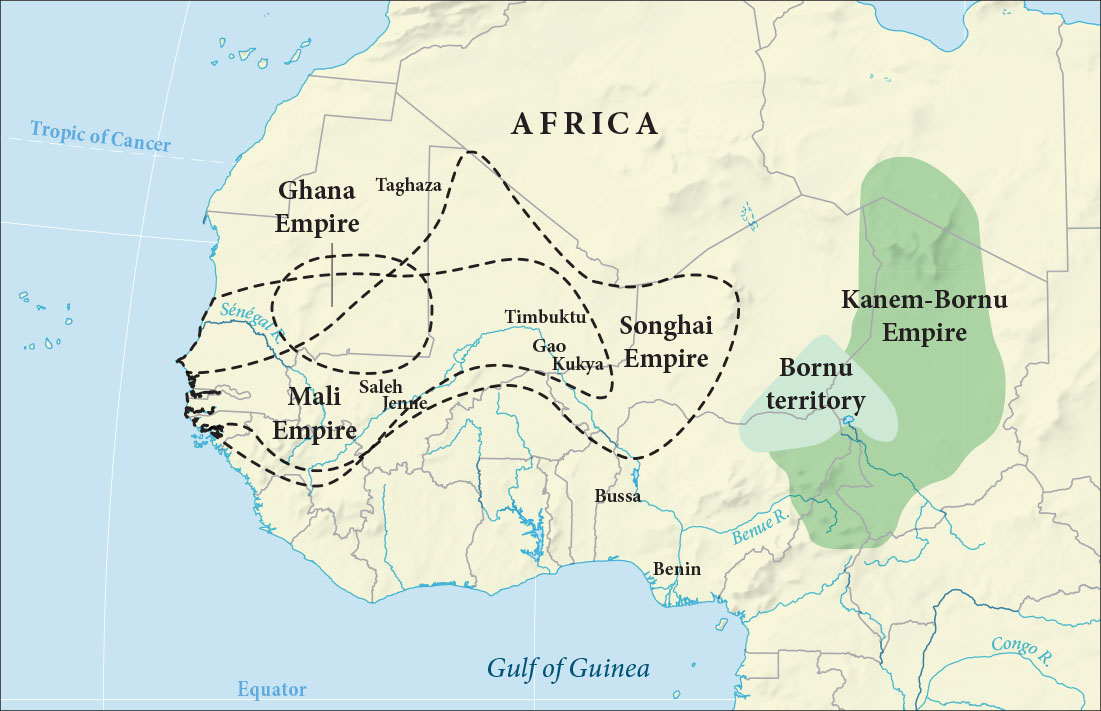 AFRICA
Tropic of Cancer
Ghana
Empire
Taghaza
Kanem-Bornu
Empire
Sénégal R.
Timbuktu
Songhai
Empire
Gao
Kukya
Bornu
territory
Mali
Empire
Saleh
Jenne
Bussa
Benue R.
Benin
Congo R.
Gulf of Guinea
Equator